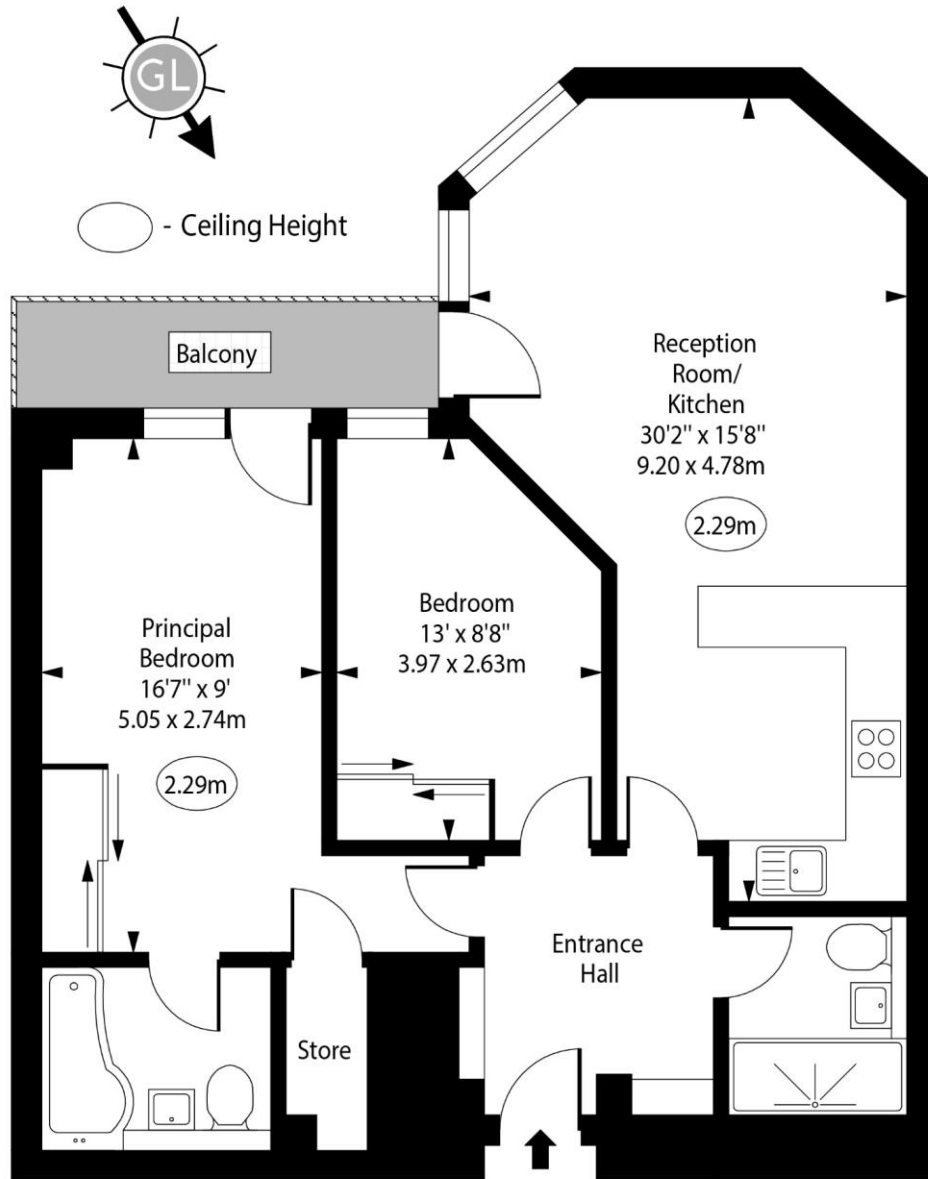 GL
- Ceiling Height
Balcony
Reception
Room/
Kitchen
30'2" x 15'8"
9.20 x 4.78m
2.29m
Bedroom
13' x 8'8"
3.97 x 2.63m
Principal
Bedroom
16'7" x 9'
5.05 x 2.74m
2.29m
Entrance
Hall
Store